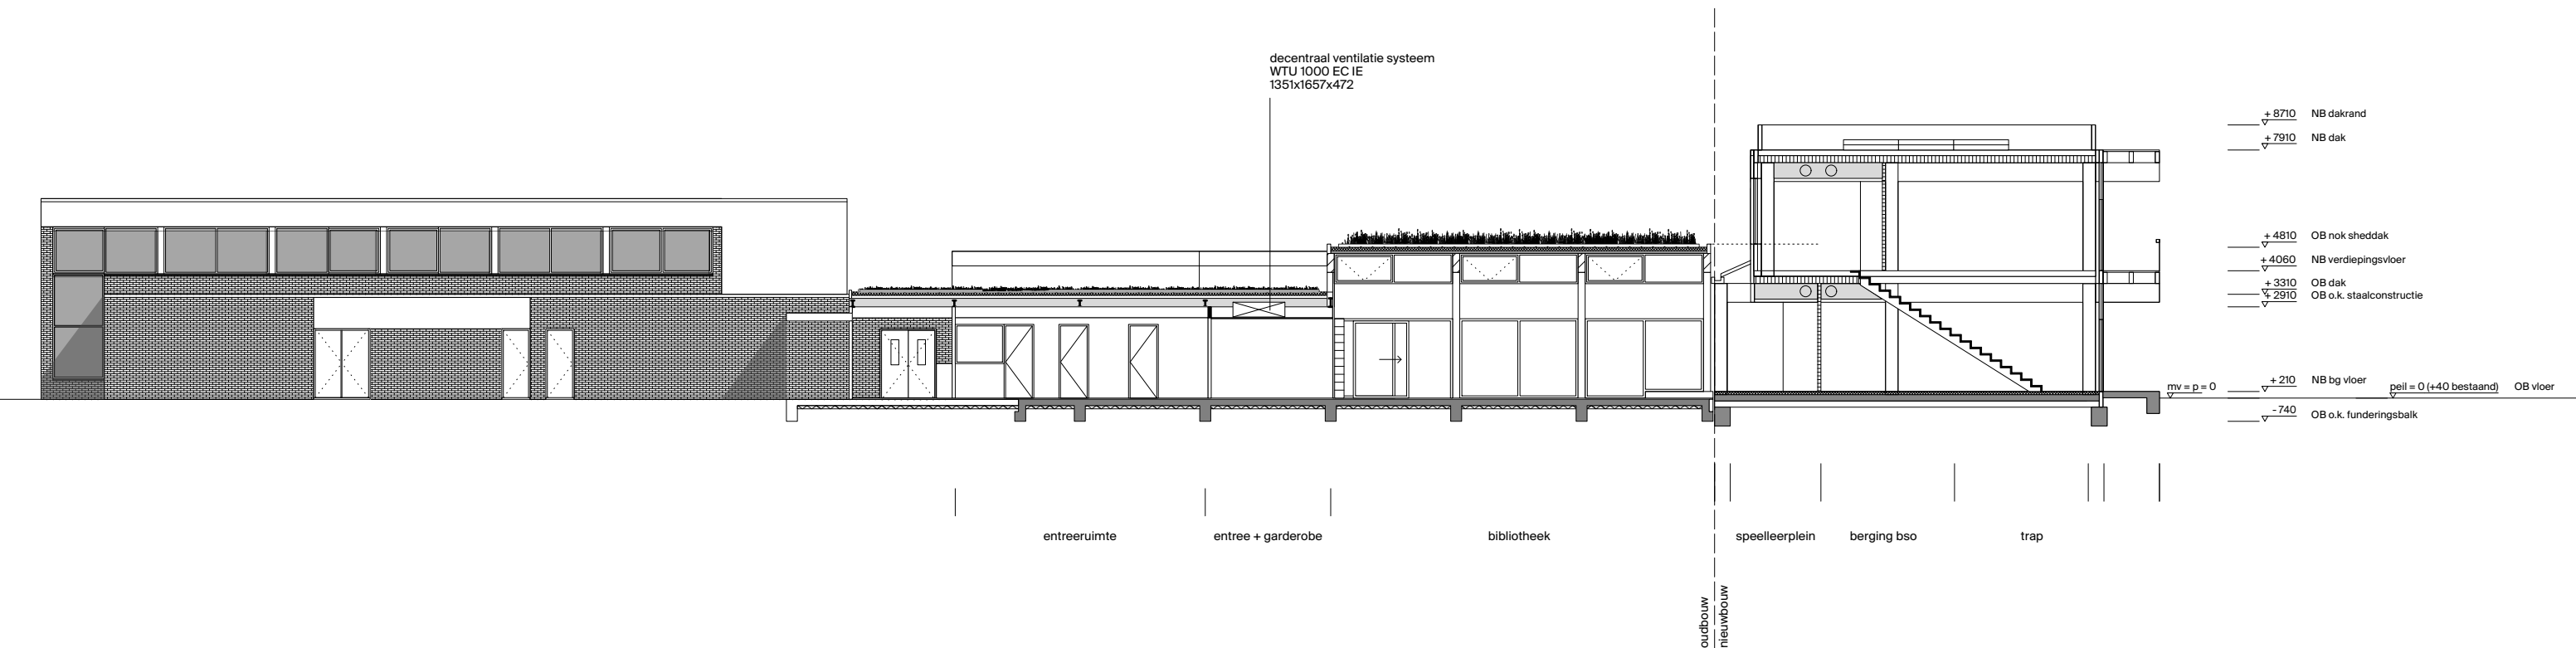 decentraal ventilatie systeem
WTU 1000 EC IE
1351x1657x472
+ 8710 NB dakrand
+ 7910 NB dak
+ 4810 OB nok sheddak
+ 4060 NB verdiepingsvloer
+ 3310 OB dak
+ 2910 OB o.k. staalconstructie
mv = p = 0
+ 210 NB bg vloer
peil = 0 (+40 bestaand) OB vloer
- 740 OB o.k. funderingsbalk
entreeruimte
entree + garderobe
bibliotheek
speelleerplein
berging bso
trap
oudbouw
nieuwbouw